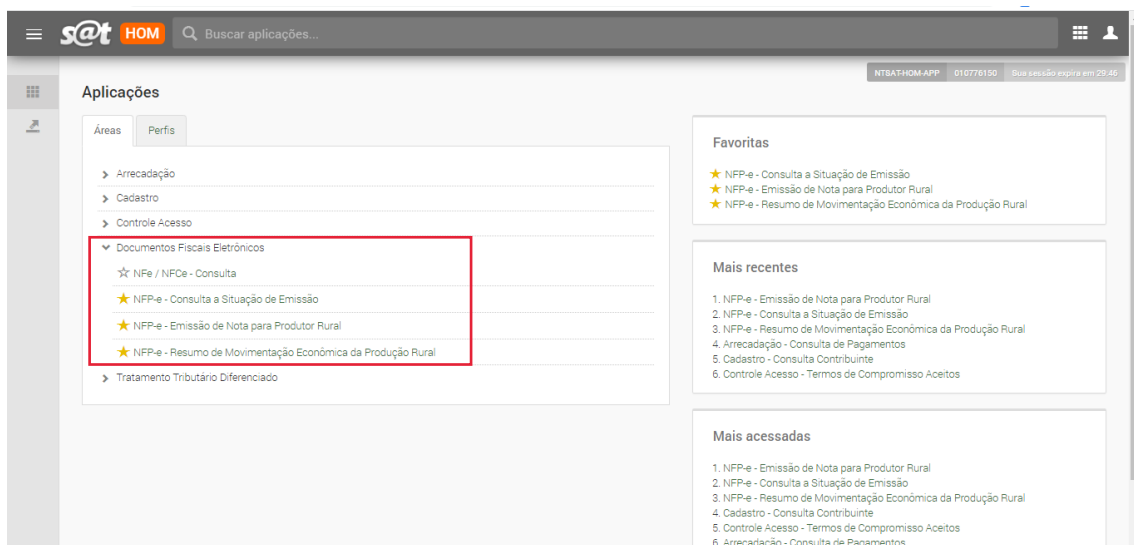 s@t HOM Buscar aplicações...
NTSAT-HOM-APP 010776150 Sua sessão expira em 29:46
Aplicações
Áreas Perfis
Arrecadação
Cadastro
Controle Acesso
Documentos Fiscais Eletrônicos
NFe / NFCe - Consulta
NFP-e - Consulta a Situação de Emissão
NFP-e - Emissão de Nota para Produtor Rural
NFP-e - Resumo de Movimentação Econômica da Produção Rural
Tratamento Tributário Diferenciado
Favoritas
NFP-e - Consulta a Situação de Emissão
NFP-e - Emissão de Nota para Produtor Rural
NFP-e - Resumo de Movimentação Econômica da Produção Rural
Mais recentes
1. NFP-e - Emissão de Nota para Produtor Rural
2. NFP-e - Consulta a Situação de Emissão
3. NFP-e - Resumo de Movimentação Econômica da Produção Rural
4. Arrecadação - Consulta de Pagamentos
5. Cadastro - Consulta Contribuinte
6. Controle Acesso - Termos de Compromisso Aceitos
Mais acessadas
1. NFP-e - Emissão de Nota para Produtor Rural
2. NFP-e - Consulta a Situação de Emissão
3. NFP-e - Resumo de Movimentação Econômica da Produção Rural
4. Cadastro - Consulta Contribuinte
5. Controle Acesso - Termos de Compromisso Aceitos
6. Arrecadação - Consulta de Pagamentos